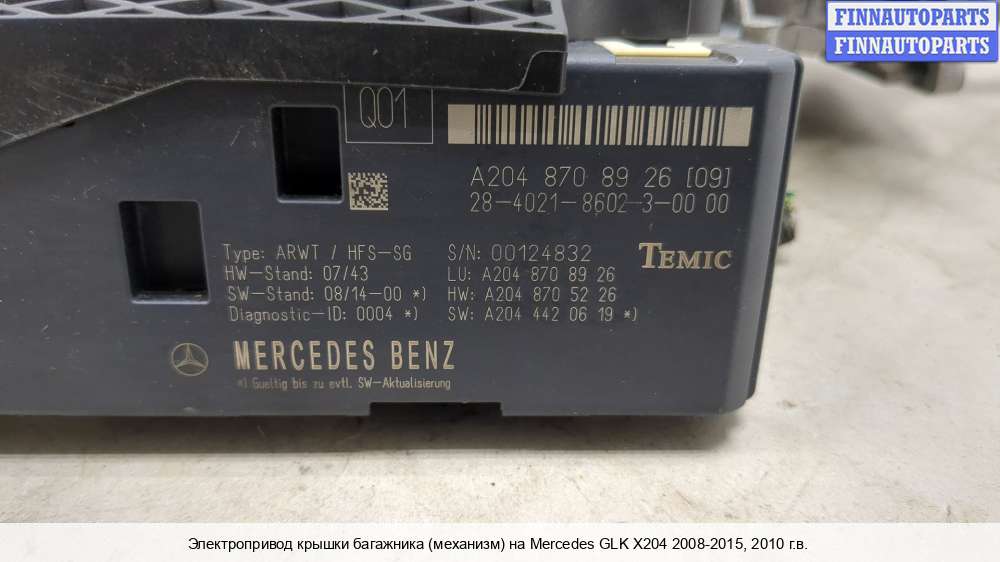 FINNAUTOPARTS
FINNAUTOPARTS
Q01
A204 870 89 26 [09]
28-4021-8602-3-00 00
Type: ARWT / HFS-SG
HW-Stand: 07/43
SW-Stand: 08/14-00 *)
Diagnostic-ID: 0004 *)
S/N: 00124832
LU: A204 870 89 26
HW: A204 870 52 26
SW: A204 442 06 19 *)
TEMIC
MERCEDES BENZ
*) Gueltig bis zu evtl. SW-Aktualisierung
Электропривод крышки багажника (механизм) на Mercedes GLK X204 2008-2015, 2010 г.в.